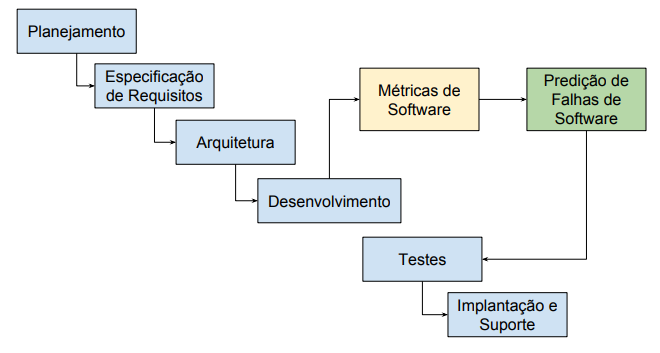 Planejamento
Especificação
de Requisitos
Arquitetura
Desenvolvimento
Métricas de
Software
Predição de
Falhas de
Software
Testes
Implantação e
Suporte